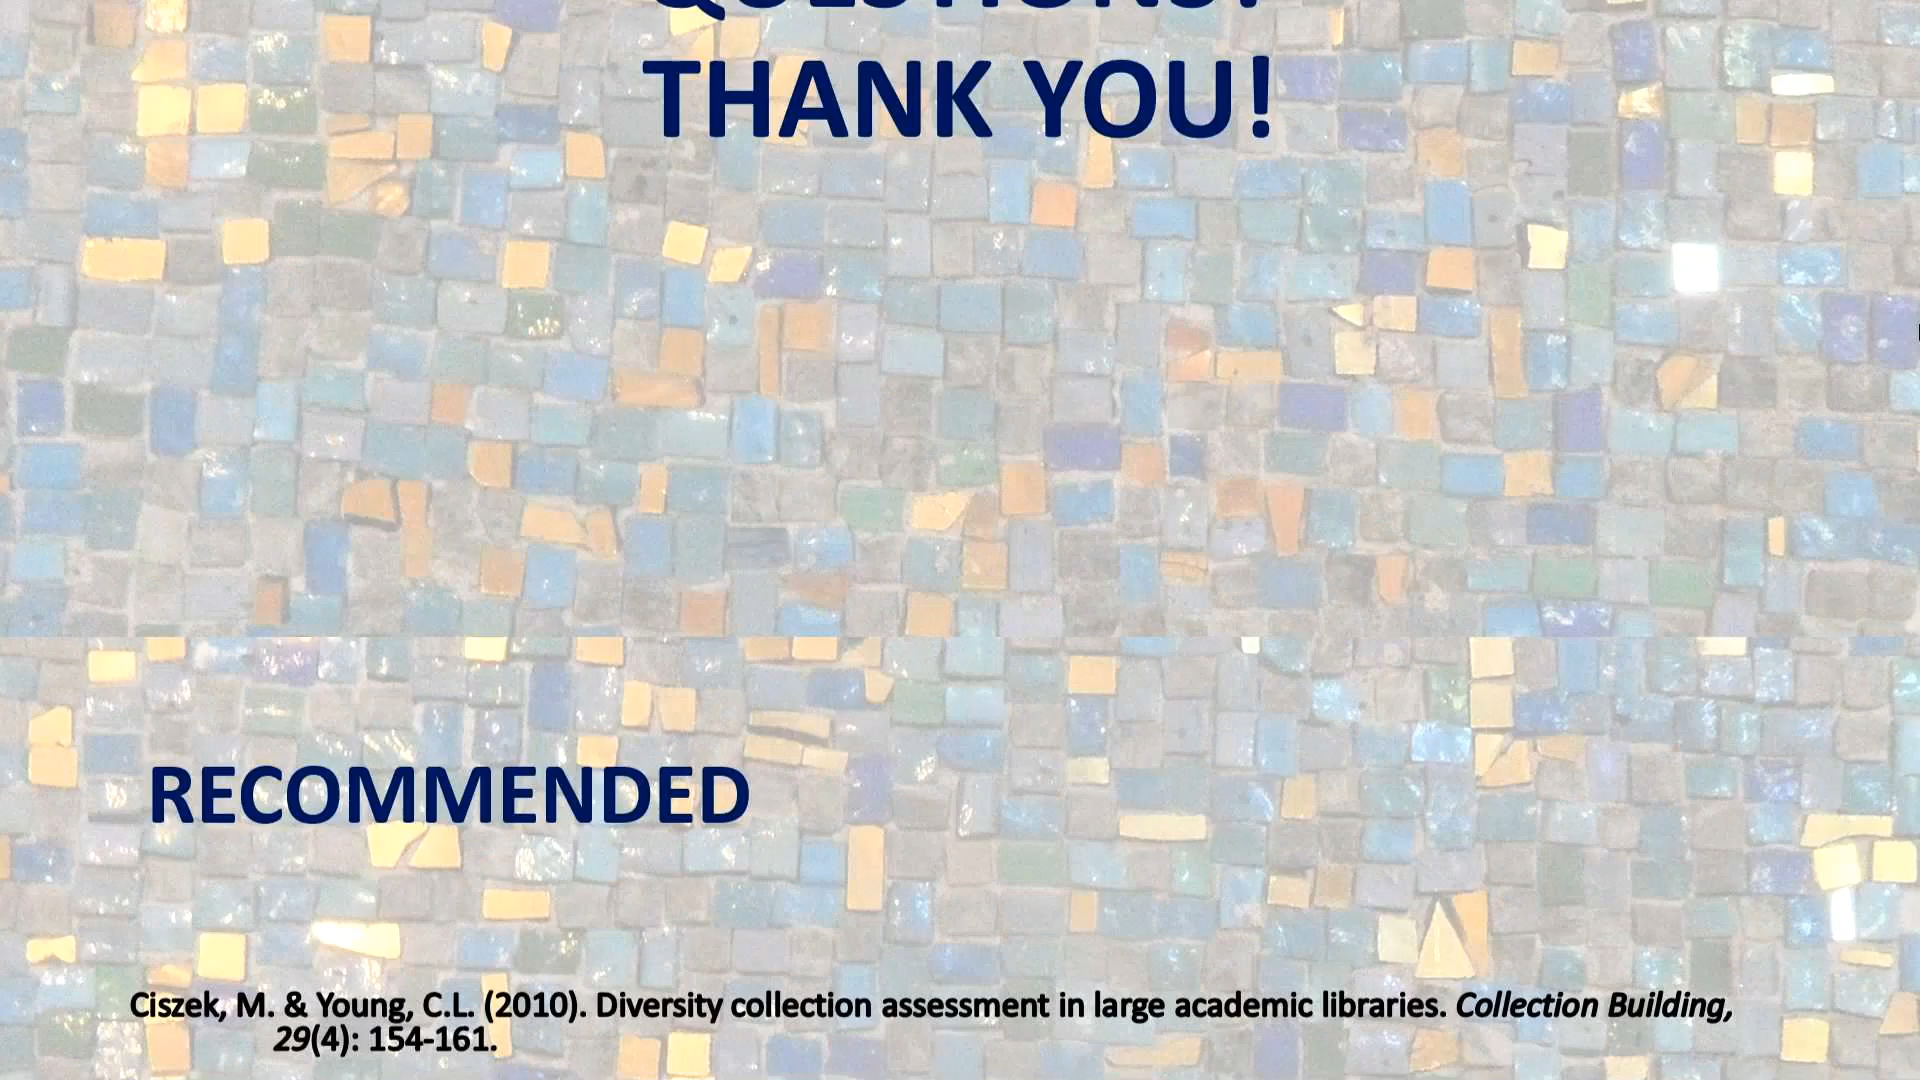 QUESTIONS?
THANK YOU!
RECOMMENDED
Ciszek, M. & Young, C.L. (2010). Diversity collection assessment in large academic libraries. Collection Building,
29(4): 154-161.